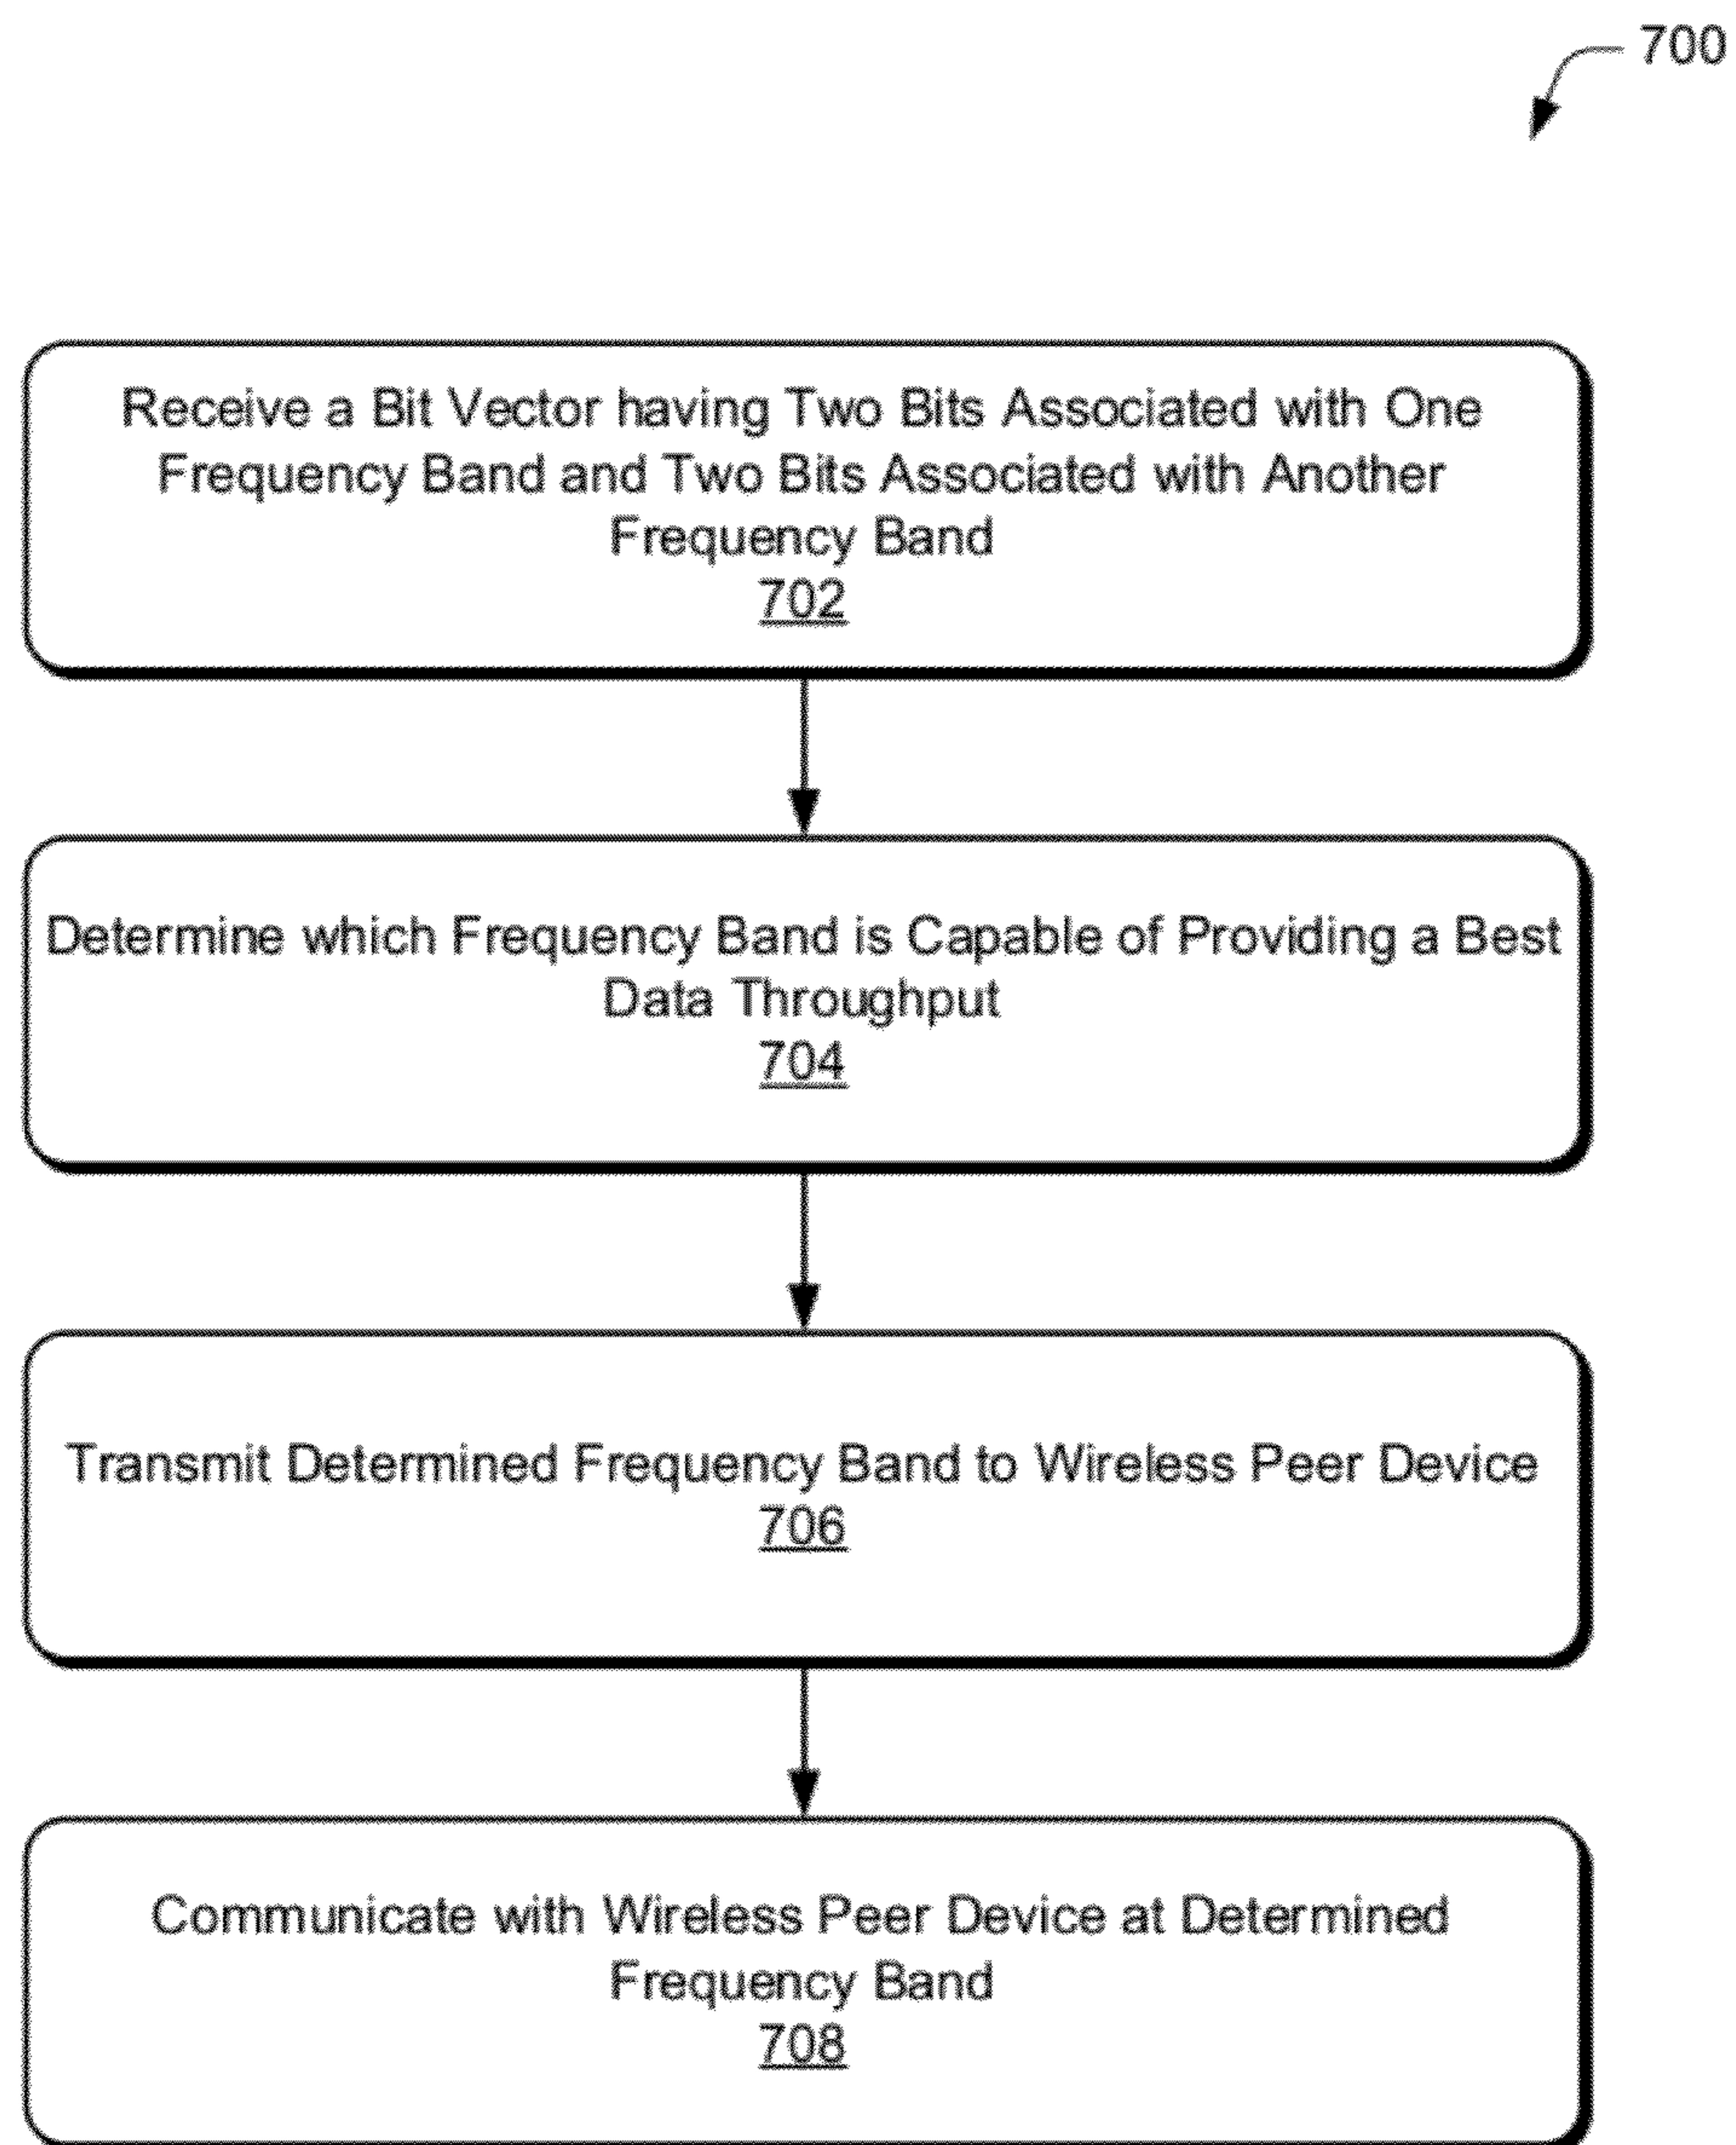 700
Receive a Bit Vector having Two Bits Associated with One
Frequency Band and Two Bits Associated with Another
Frequency Band
702
Determine which Frequency Band is Capable of Providing a Best
Data Throughput
704
Transmit Determined Frequency Band to Wireless Peer Device
706
Communicate with Wireless Peer Device at Determined
Frequency Band
708